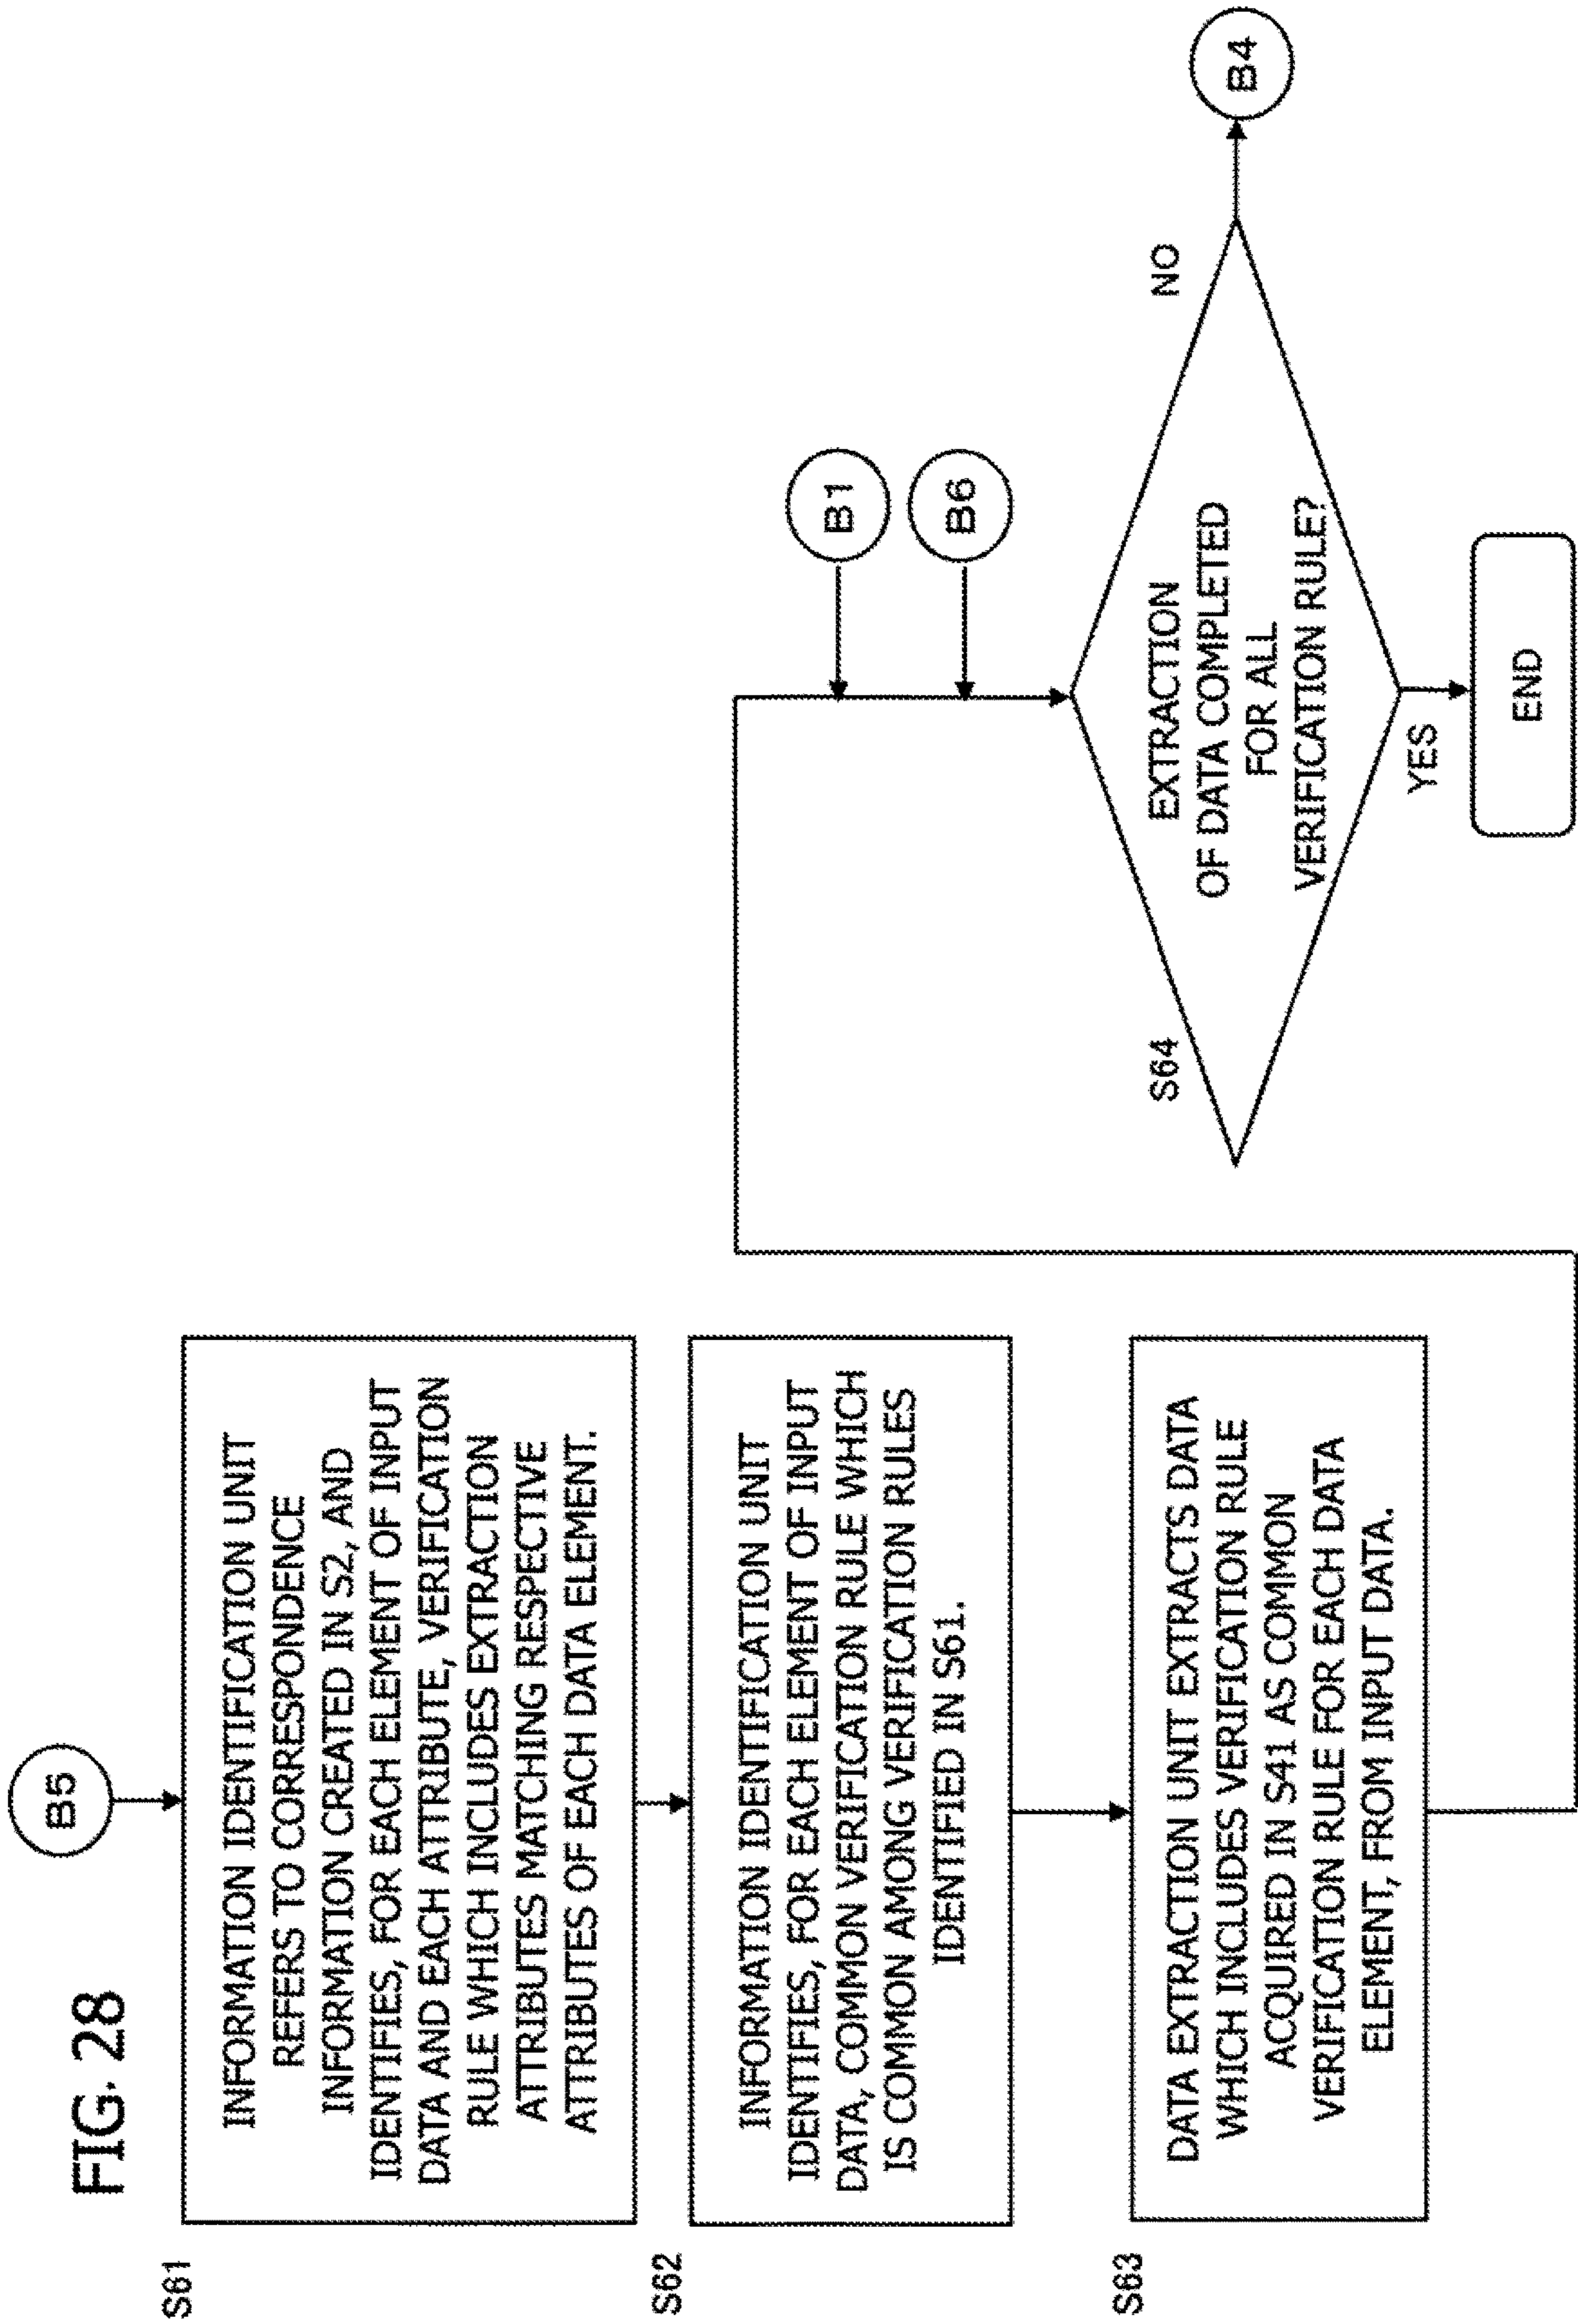 FIG. 28
B5
S61
INFORMATION IDENTIFICATION UNIT
REFERS TO CORRESPONDENCE
INFORMATION CREATED IN S2, AND
IDENTIFIES, FOR EACH ELEMENT OF INPUT
DATA AND EACH ATTRIBUTE, VERIFICATION
RULE WHICH INCLUDES EXTRACTION
ATTRIBUTES MATCHING RESPECTIVE
ATTRIBUTES OF EACH DATA ELEMENT.
S62
INFORMATION IDENTIFICATION UNIT
IDENTIFIES, FOR EACH ELEMENT OF INPUT
DATA, COMMON VERIFICATION RULE WHICH
IS COMMON AMONG VERIFICATION RULES
IDENTIFIED IN S61.
S63
DATA EXTRACTION UNIT EXTRACTS DATA
WHICH INCLUDES VERIFICATION RULE
ACQUIRED IN S41 AS COMMON
VERIFICATION RULE FOR EACH DATA
ELEMENT, FROM INPUT DATA.
B1
B6
S64
EXTRACTION
OF DATA COMPLETED
FOR ALL
VERIFICATION RULE?
NO
B4
YES
END